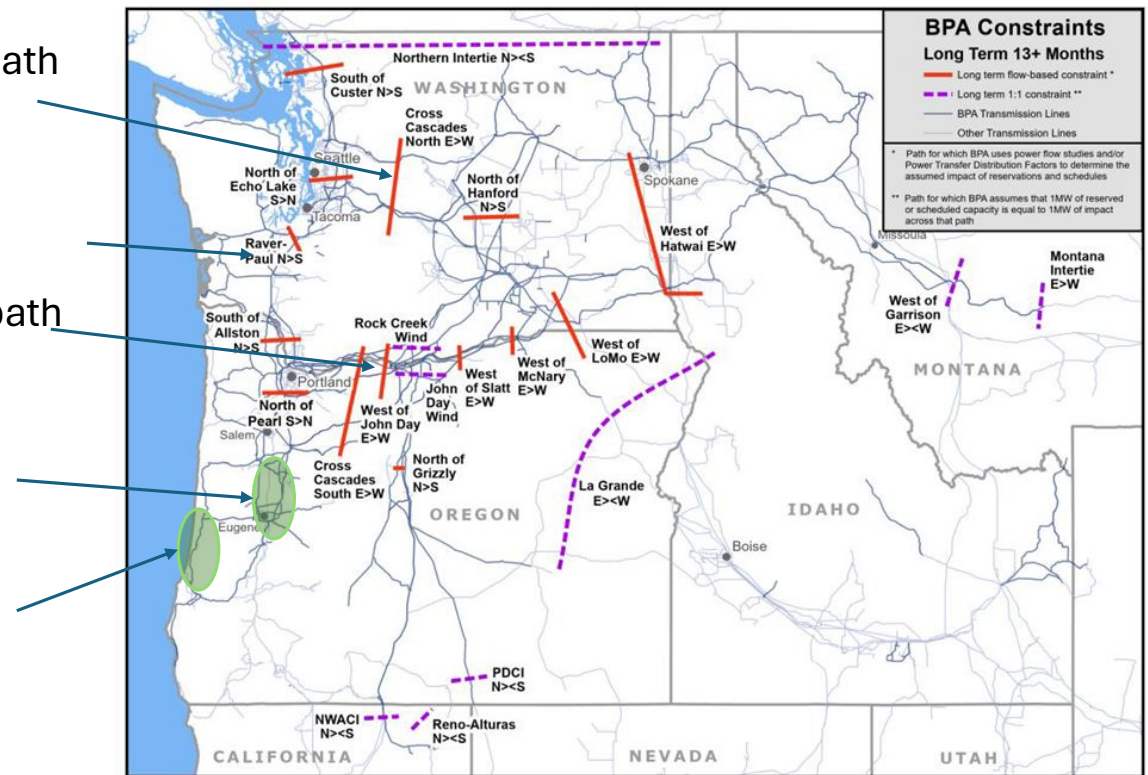 ath
path
BPA Constraints
Long Term 13+ Months
Long term flow-based constraint *
Long term 1:1 constraint **
BPA Transmission Lines
Other Transmission Lines
* Path for which BPA uses power flow studies and/or
Power Transfer Distribution Factors to determine the
assumed impact of reservations and schedules
** Path for which BPA assumes that 1MW of reserved
or scheduled capacity is equal to 1MW of impact
across that path
Northern Intertie N><S
South of
Custer N>S
WASHINGTON
Cross
Cascades
North E>W
Seattle
North of
Echo Lake
S>N
Tacoma
North of
Hanford
N>S
Spokane
West of
Hatwai E>W
Missoula
Montana
Intertie
E>W
West of
Garrison
E><W
MONTANA
Raver-
Paul N>S
South of
Allston
N>S
Rock Creek
Wind
West of
LoMo E>W
West of
McNary
E>W
West
of Slatt
E>W
John
Day
Wind
Portland
North of
Pearl S>N
West of
John Day
E>W
Salem
Cross
Cascades
South E>W
North of
Grizzly
N>S
La Grande
E><W
OREGON
IDAHO
Eugene
Boise
PDCI
N><S
NWACI
N><S
Reno-Alturas
N><S
CALIFORNIA
NEVADA
UTAH